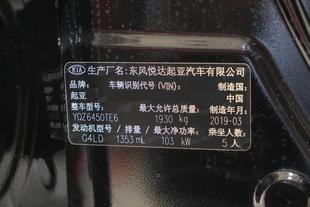 KIA 生产厂名:东风悦达起亚汽车有限公司
品牌: 车辆识别代号(VIN): 制造国:
起亚 中国
整车型号: 最大允许总质量: 制造年月:
YQZ6450TE6 1930 kg 2019-03
发动机型号/排量: 最大净功率: 乘坐人数:
G4LD 1353 mL 103 kW 5 人